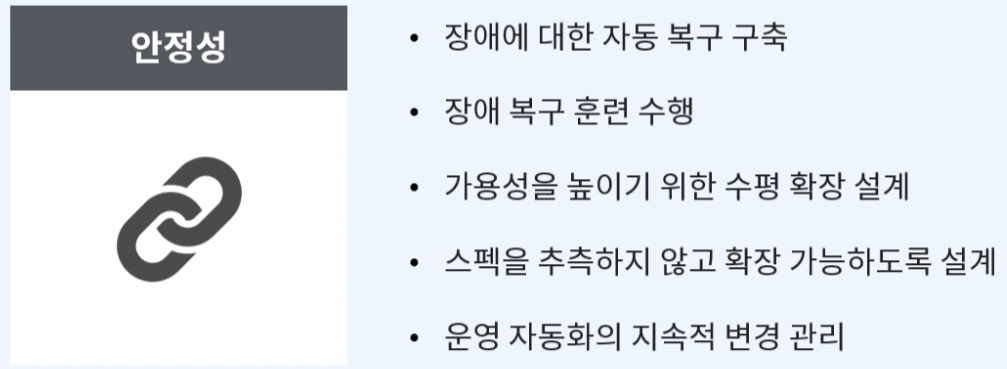 안정성
• 장애에 대한 자동 복구 구축
• 장애 복구 훈련 수행
• 가용성을 높이기 위한 수평 확장 설계
• 스펙을 추측하지 않고 확장 가능하도록 설계
• 운영 자동화의 지속적 변경 관리